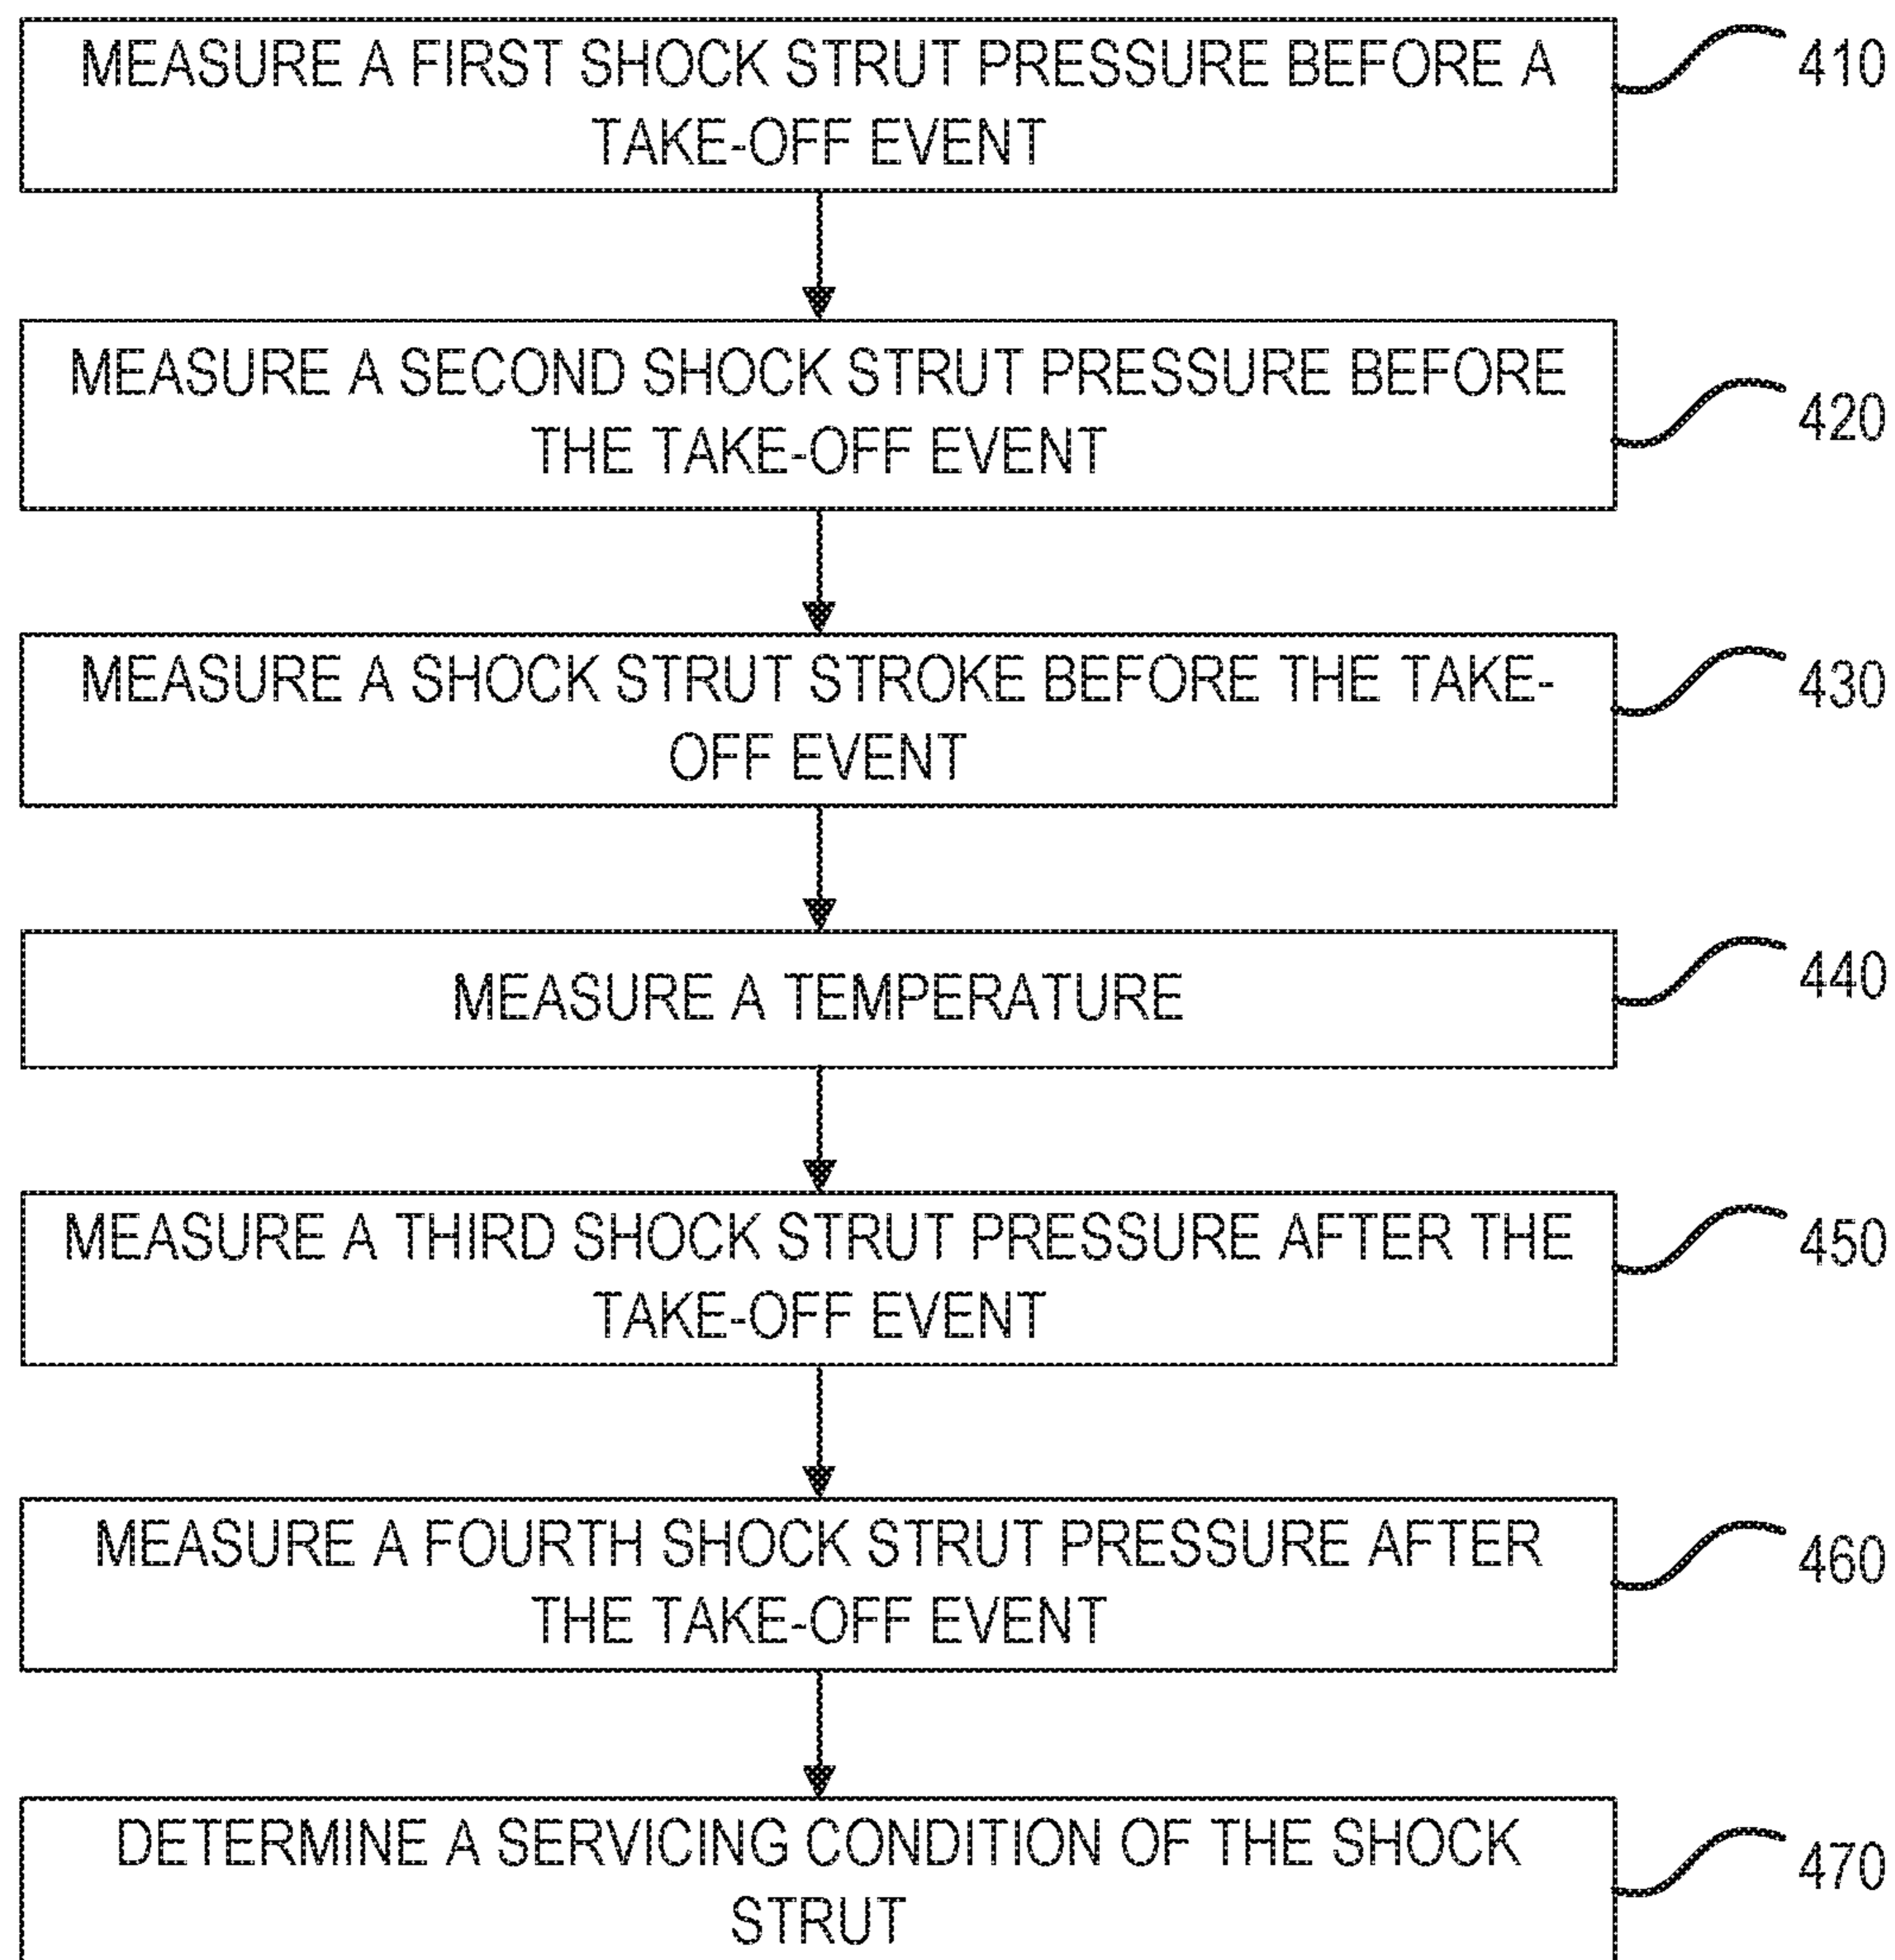 MEASURE A FIRST SHOCK STRUT PRESSURE BEFORE A
TAKE-OFF EVENT
410
MEASURE A SECOND SHOCK STRUT PRESSURE BEFORE
THE TAKE-OFF EVENT
420
MEASURE A SHOCK STRUT STROKE BEFORE THE TAKE-
OFF EVENT
430
MEASURE A TEMPERATURE
440
MEASURE A THIRD SHOCK STRUT PRESSURE AFTER THE
TAKE-OFF EVENT
450
MEASURE A FOURTH SHOCK STRUT PRESSURE AFTER
THE TAKE-OFF EVENT
460
DETERMINE A SERVICING CONDITION OF THE SHOCK
STRUT
470